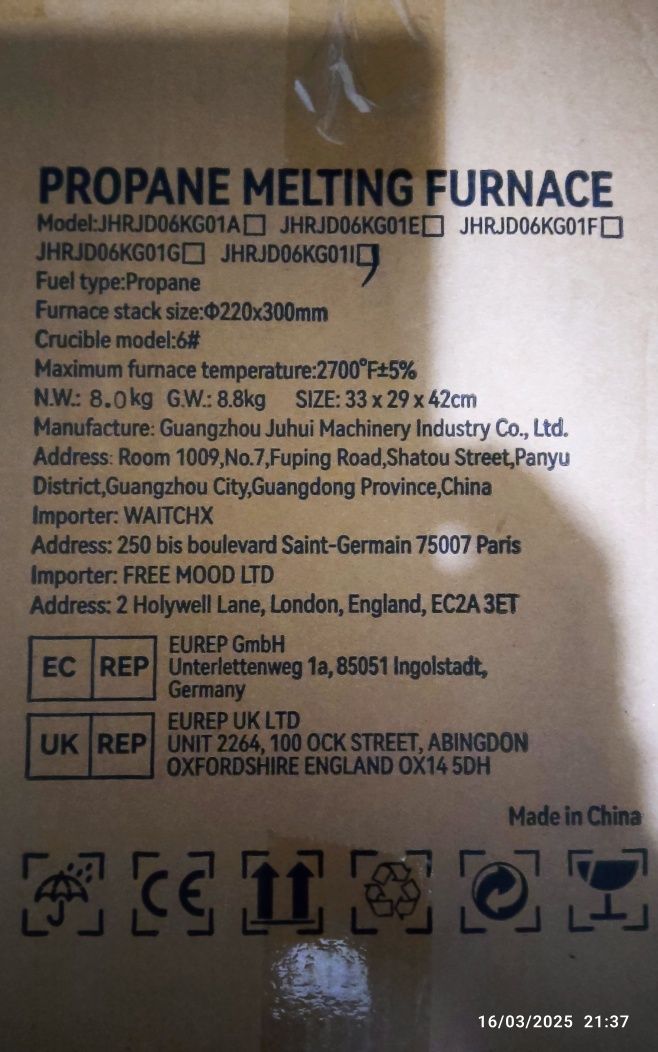 PROPANE MELTING FURNACE
Model:JHRJD06KG01A☐ JHRJD06KG01E☐ JHRJD06KG01F☐
JHRJD06KG01G☐ JHRJD06KG01I☐
Fuel type:Propane
Furnace stack size:Φ220x300mm
Crucible model:6#
Maximum furnace temperature:2700°F±5%
N.W.: 8.0kg G.W.: 8.8kg SIZE: 33 x 29 x 42cm
Manufacture: Guangzhou Juhui Machinery Industry Co., Ltd.
Address: Room 1009,No.7,Fuping Road,Shatou Street,Panyu
District,Guangzhou City,Guangdong Province,China
Importer: WAITCHX
Address: 250 bis boulevard Saint-Germain 75007 Paris
Importer: FREE MOOD LTD
Address: 2 Holywell Lane, London, England, EC2A 3ET
EC REP
EUREP GmbH
Unterlettenweg 1a, 85051 Ingolstadt,
Germany
UK REP
EUREP UK LTD
UNIT 2264, 100 OCK STREET, ABINGDON
OXFORDSHIRE ENGLAND OX14 5DH
Made in China
CE
16/03/2025 21:37